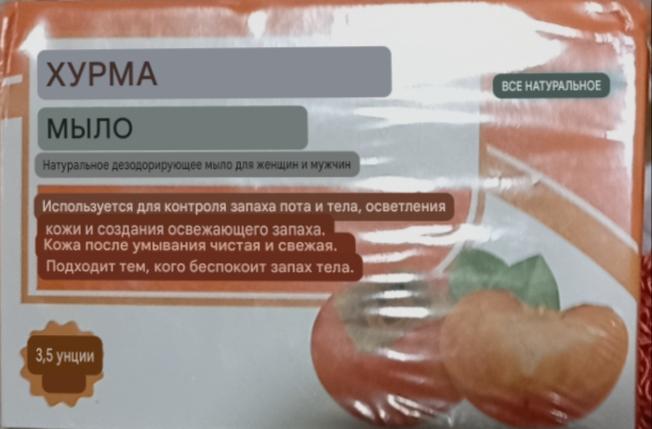 ХУРМА
ВСЕ НАТУРАЛЬНОЕ
МЫЛО
Натуральное дезодорирующее мыло для женщин и мужчин
Используется для контроля запаха пота и тела, осветления
кожи и создания освежающего запаха.
Кожа после умывания чистая и свежая.
Подходит тем, кого беспокоит запах тела.
3,5 унции